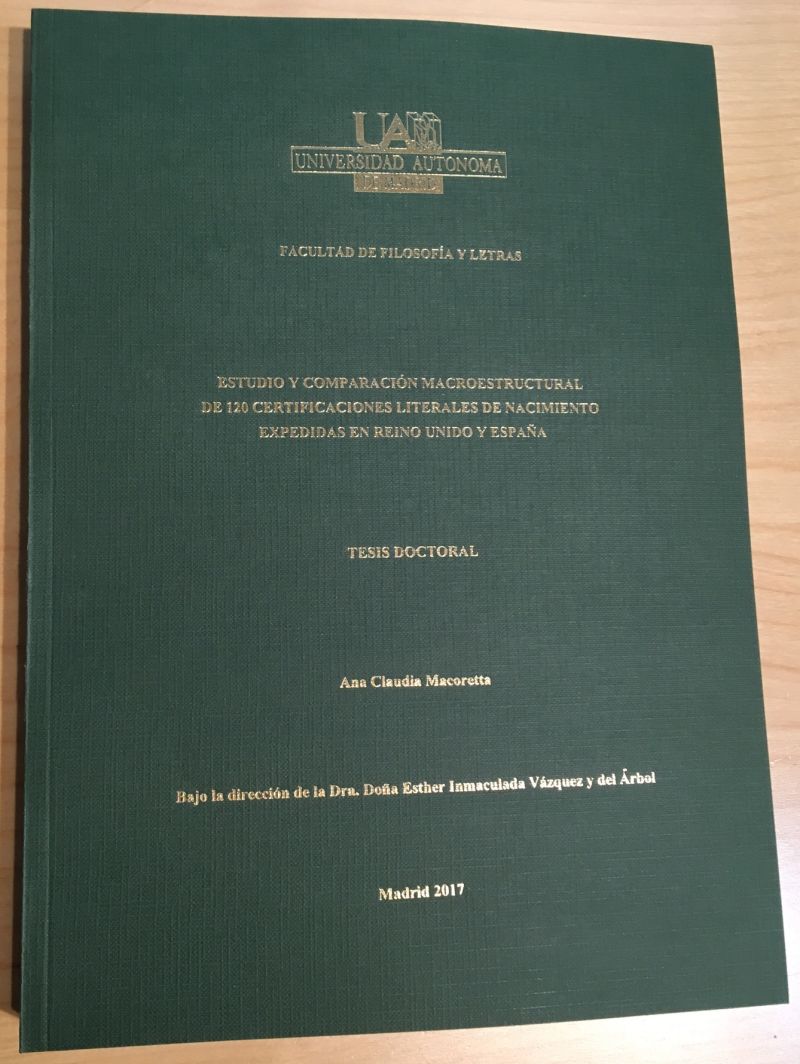 UAM
UNIVERSIDAD AUTONOMA
DE MADRID
FACULTAD DE FILOSOFÍA Y LETRAS
ESTUDIO Y COMPARACIÓN MACROESTRUCTURAL
DE 120 CERTIFICACIONES LITERALES DE NACIMIENTO
EXPEDIDAS EN REINO UNIDO Y ESPAÑA
TESIS DOCTORAL
Ana Claudia Macoretta
Bajo la dirección de la Dra. Doña Esther Inmaculada Vázquez y del Árbol
Madrid 2017